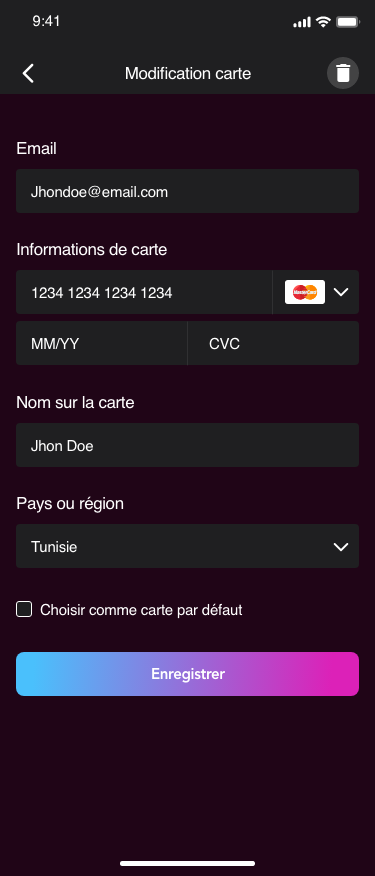 9:41
Modification carte
Email
Jhondoe@email.com
Informations de carte
1234 1234 1234 1234
MasterCard
MM/YY
CVC
Nom sur la carte
Jhon Doe
Pays ou région
Tunisie
Choisir comme carte par défaut
Enregistrer